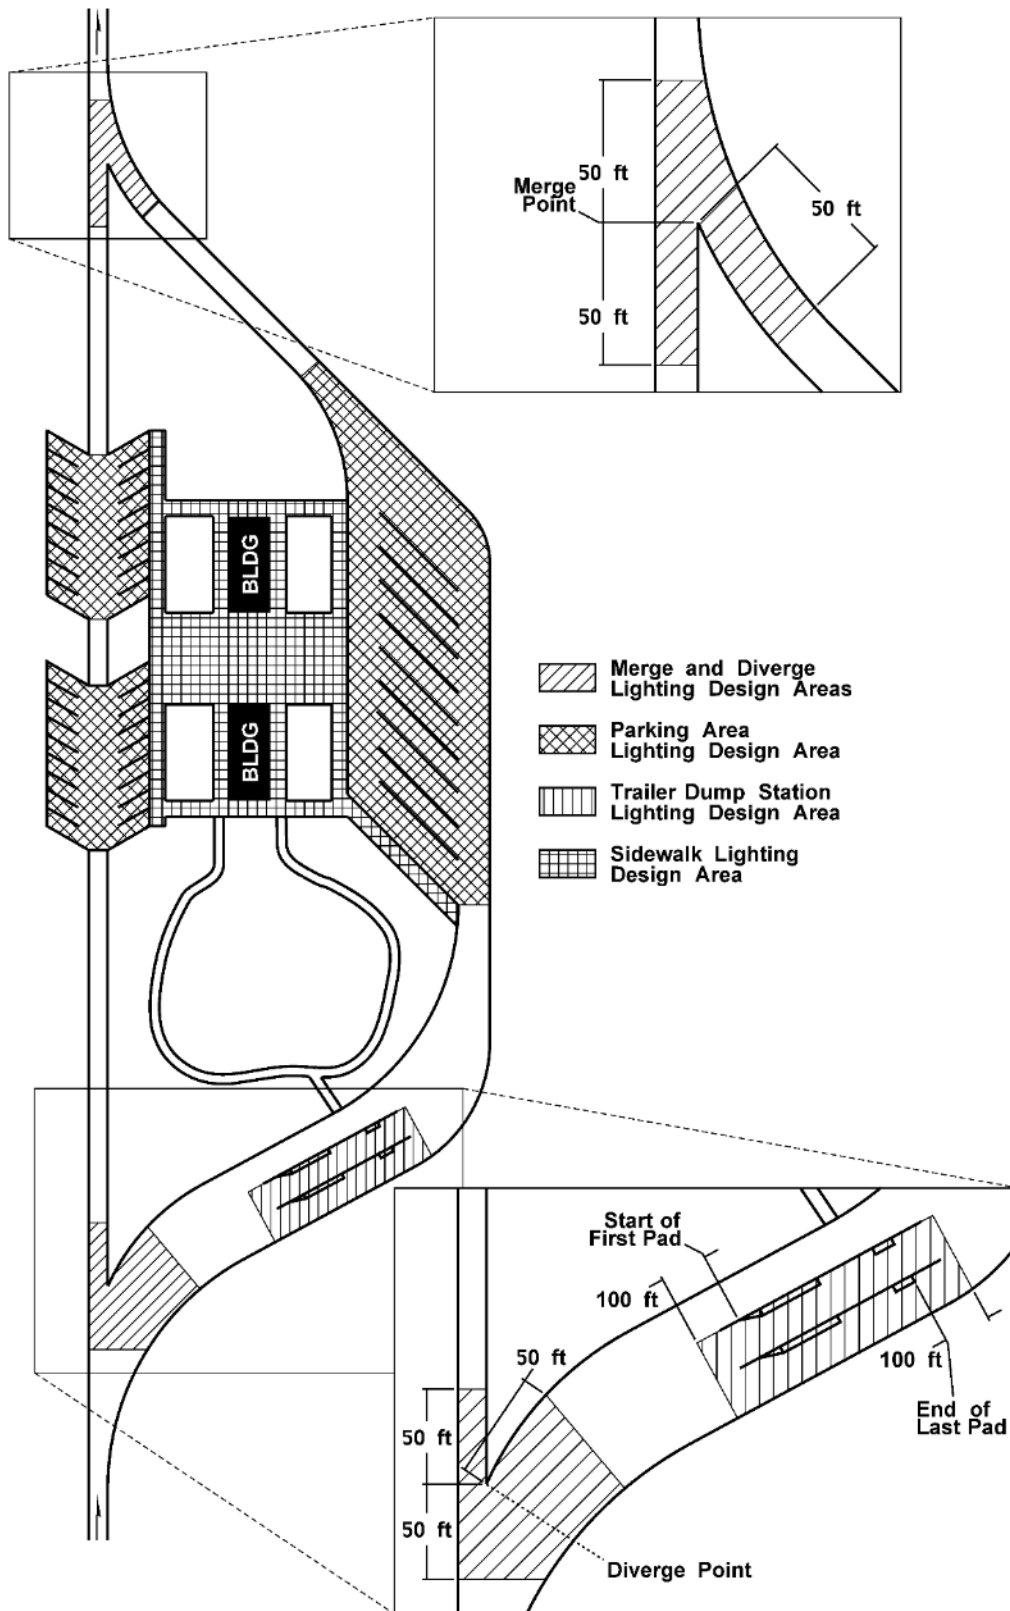 50 ft
Merge
Point
50 ft
50 ft
BLDG
BLDG
Merge and Diverge
Lighting Design Areas
Parking Area
Lighting Design Area
Trailer Dump Station
Lighting Design Area
Sidewalk Lighting
Design Area
Start of
First Pad
100 ft
50 ft
100 ft
End of
Last Pad
50 ft
50 ft
Diverge Point